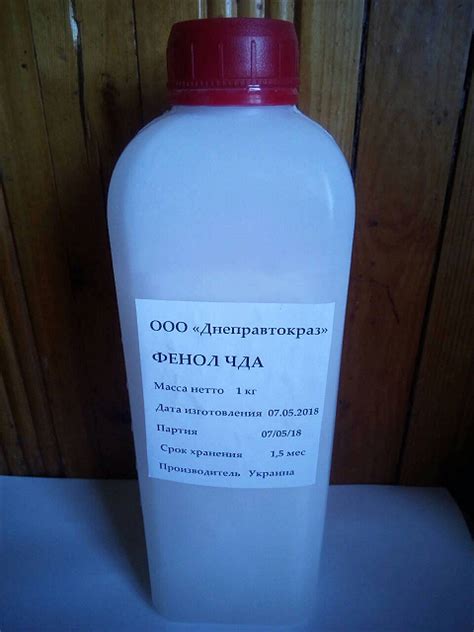 ООО «Днеправтокраз»
ФЕНОЛ ЧДА
Масса нетто 1 кг
Дата изготовления 07.05.2018
Партия 07/05/18
Срок хранения 1,5 мес
Производитель Украина